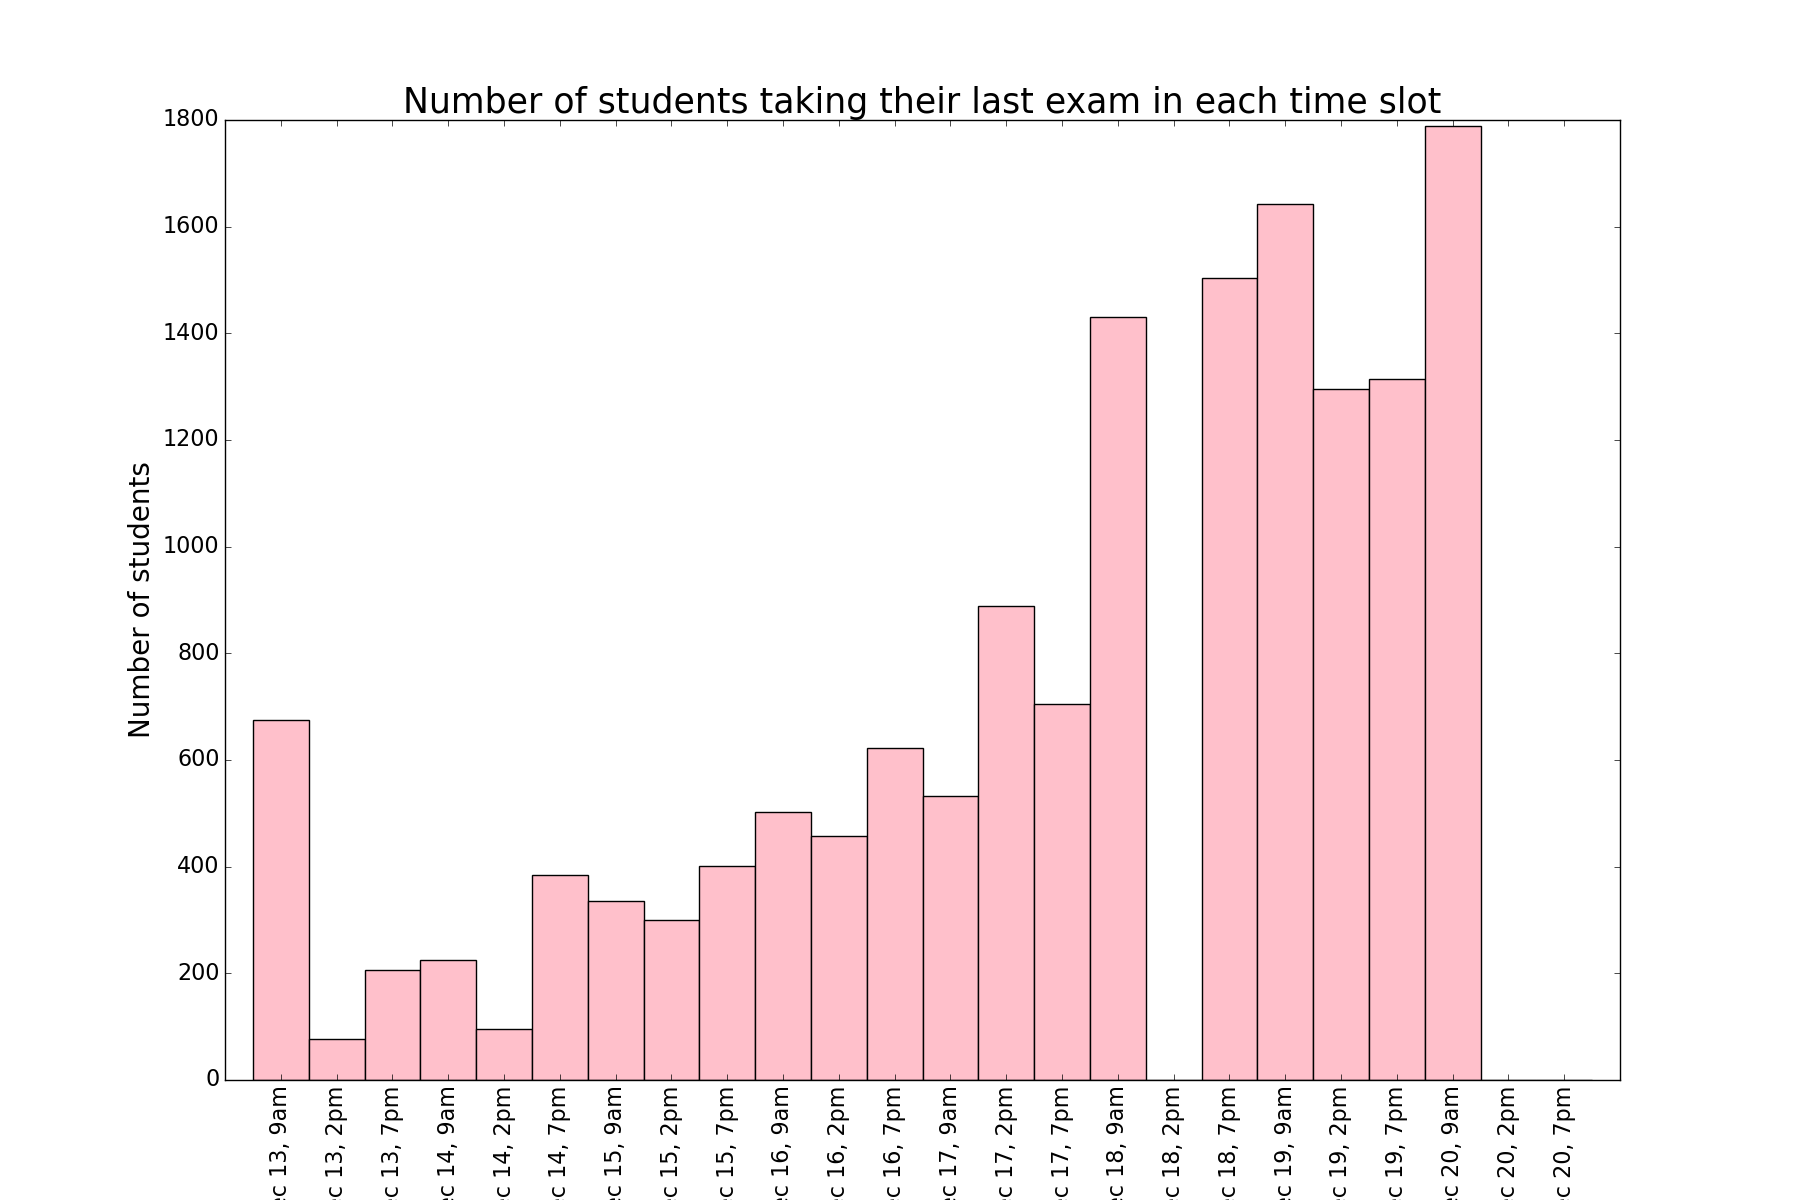 Number of students taking their last exam in each time slot
Number of students
1800
1600
1400
1200
1000
800
600
400
200
0
c 13, 9am
c 13, 2pm
c 13, 7pm
c 14, 9am
c 14, 2pm
c 14, 7pm
c 15, 9am
c 15, 2pm
c 15, 7pm
c 16, 9am
c 16, 2pm
c 16, 7pm
c 17, 9am
c 17, 2pm
c 17, 7pm
c 18, 9am
c 18, 2pm
c 18, 7pm
c 19, 9am
c 19, 2pm
c 19, 7pm
c 20, 9am
c 20, 2pm
c 20, 7pm